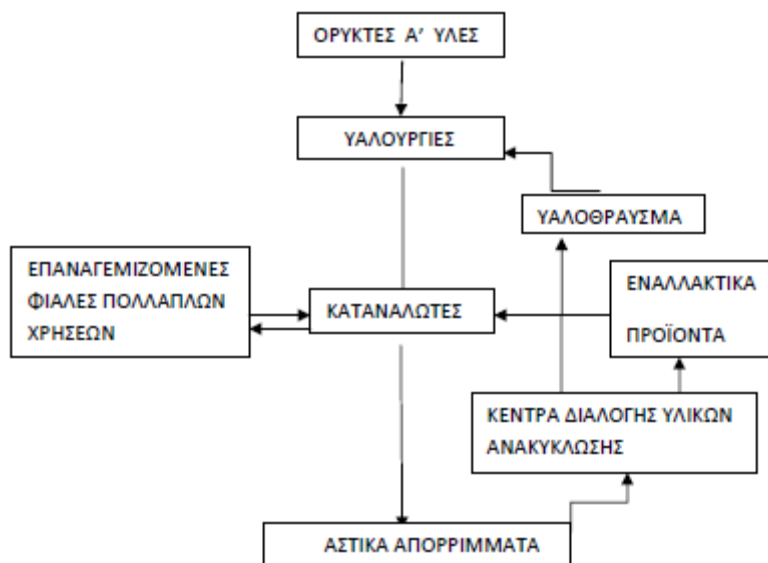 ΟΡΥΚΤΕΣ Α’ ΥΛΕΣ
ΥΑΛΟΥΡΓΙΕΣ
ΥΑΛΟΘΡΑΥΣΜΑ
ΕΠΑΝΑΓΕΜΙΖΟΜΕΝΕΣ
ΦΙΑΛΕΣ ΠΟΛΛΑΠΛΩΝ
ΧΡΗΣΕΩΝ
ΚΑΤΑΝΑΛΩΤΕΣ
ΕΝΑΛΛΑΚΤΙΚΑ
ΠΡΟΪΟΝΤΑ
ΚΕΝΤΡΑ ΔΙΑΛΟΓΗΣ ΥΛΙΚΩΝ
ΑΝΑΚΥΚΛΩΣΗΣ
ΑΣΤΙΚΑ ΑΠΟΡΡΙΜΜΑΤΑ